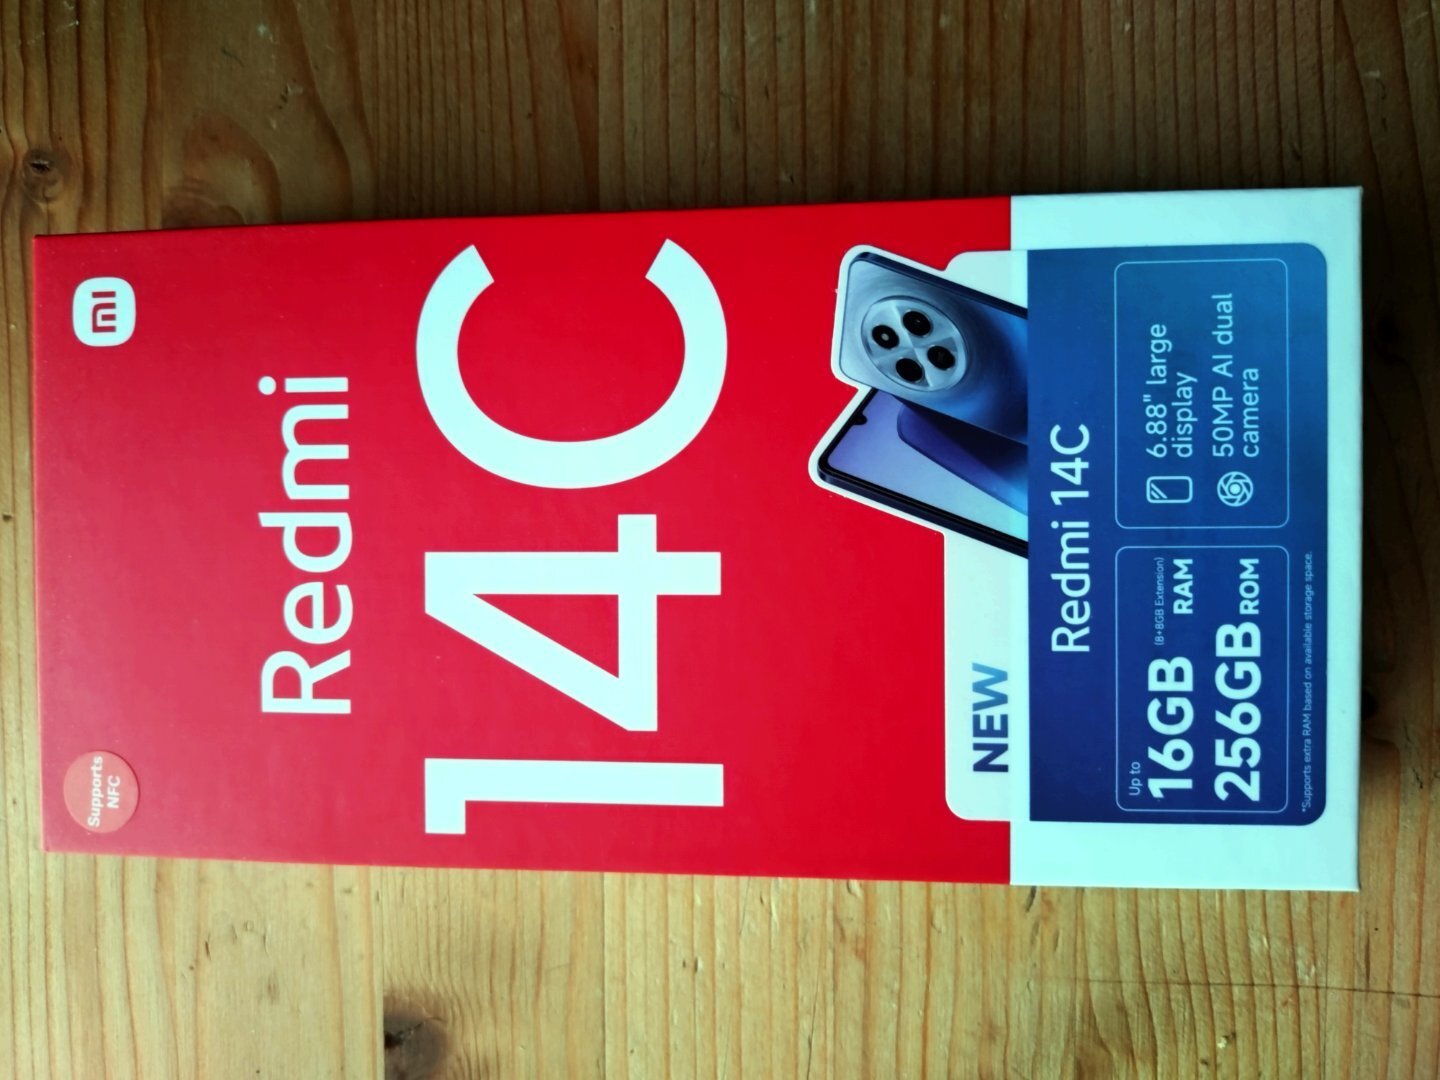 Supports
NFC
mi
Redmi
14C
NEW
Redmi 14C
Up to
16GB (8+8GB Extension)
RAM
256GB ROM
6.88" large
display
50MP AI dual
camera
*Supports extra RAM based on available storage space.